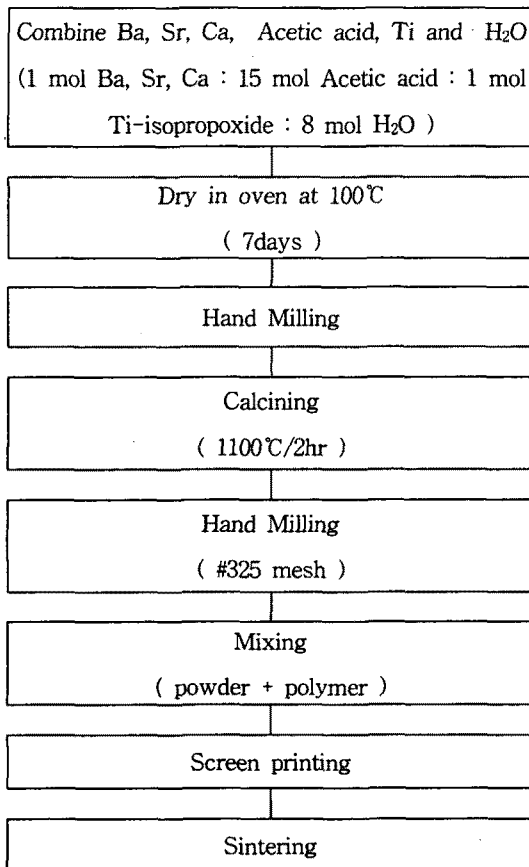 Combine Ba, Sr, Ca, Acetic acid, Ti and H₂O
(1 mol Ba, Sr, Ca : 15 mol Acetic acid : 1 mol
Ti-isopropoxide : 8 mol H₂O )
Dry in oven at 100℃
( 7days )
Hand Milling
Calcining
( 1100℃/2hr )
Hand Milling
( #325 mesh )
Mixing
( powder + polymer )
Screen printing
Sintering